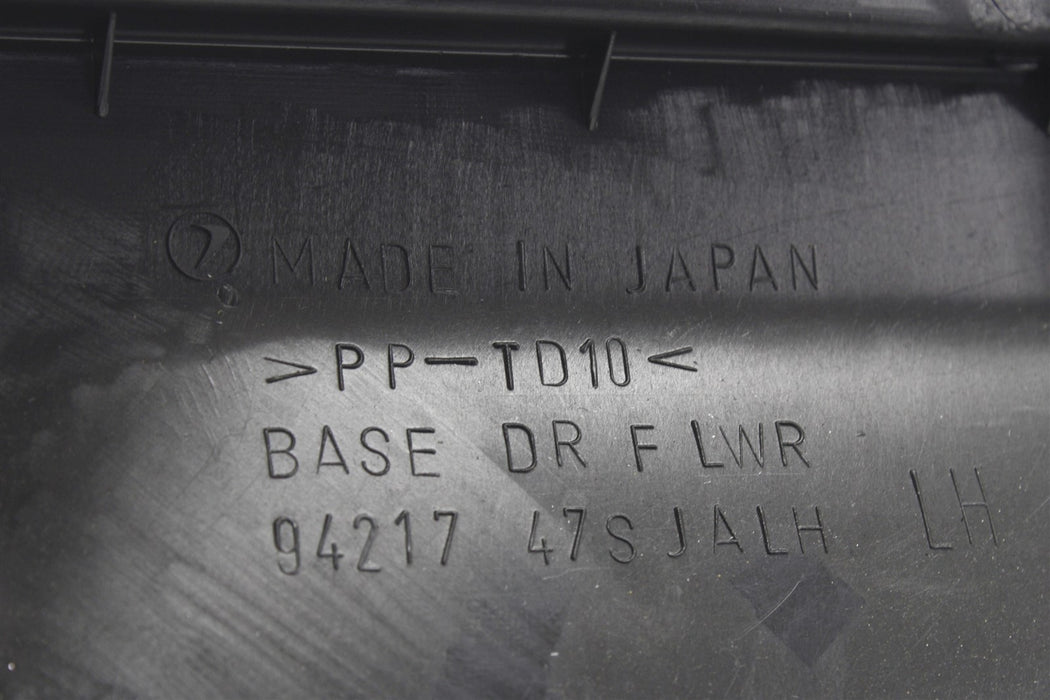 MADE IN JAPAN
>PP-TD10<
BASE DR F LWR
94217 47SJALH LH